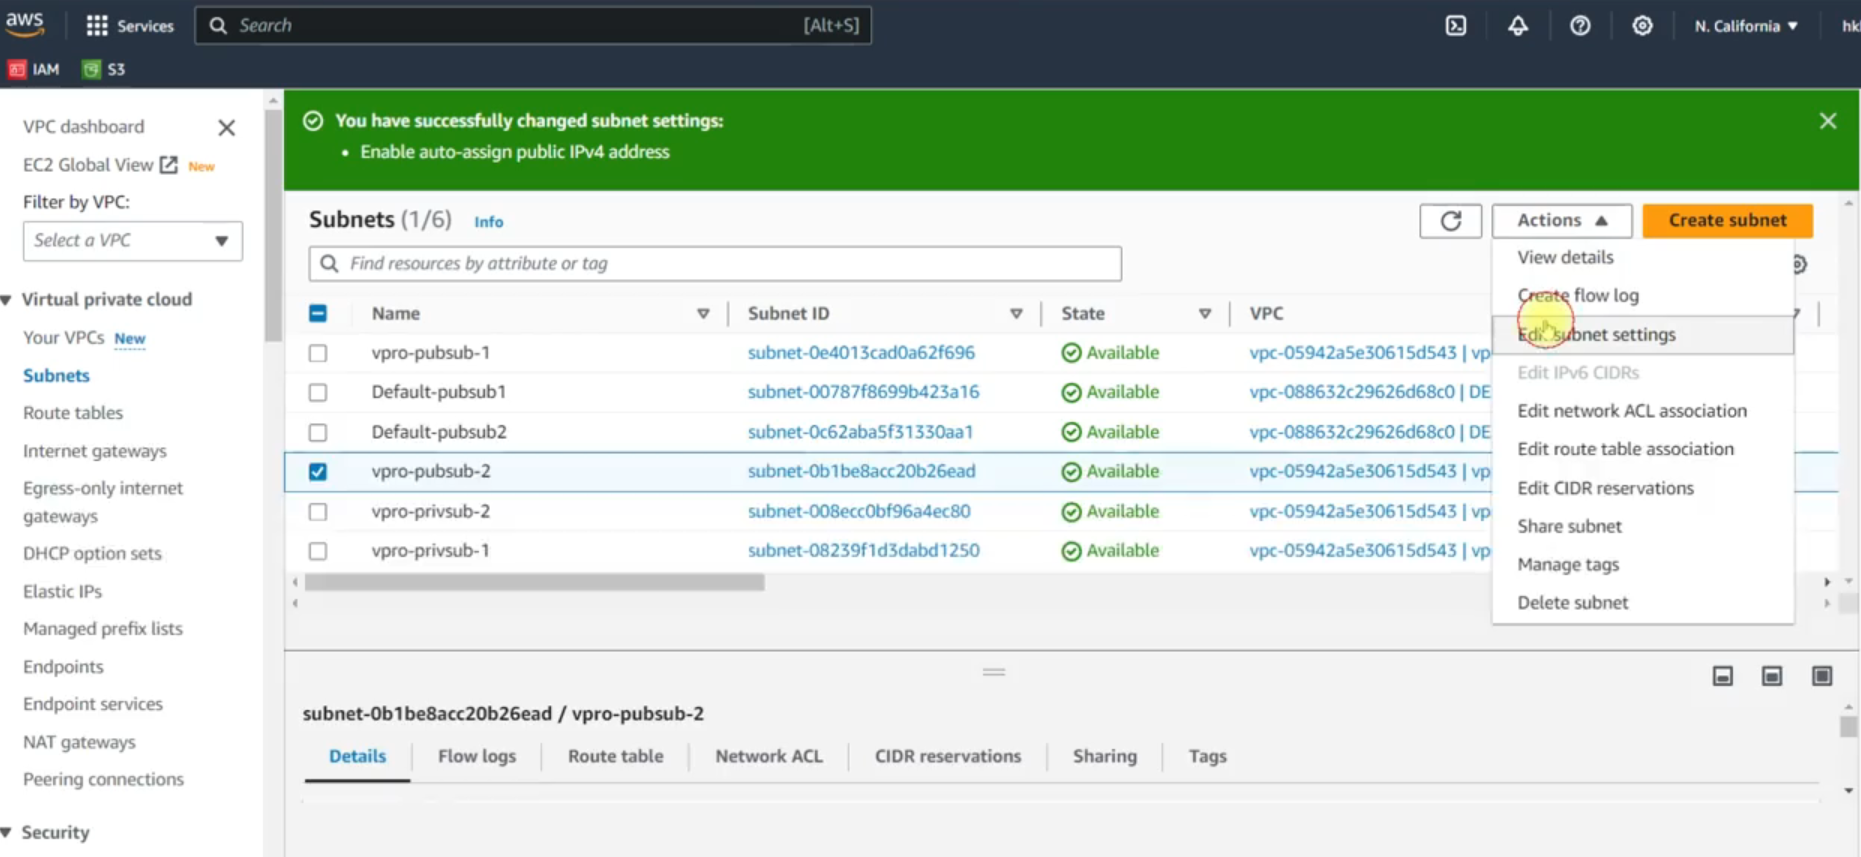 aws
Services
Search
[Alt+S]
N. California
IAM
S3
VPC dashboard
EC2 Global View New
Filter by VPC:
Select a VPC
Virtual private cloud
Your VPCs New
Subnets
Route tables
Internet gateways
Egress-only internet
gateways
DHCP option sets
Elastic IPs
Managed prefix lists
Endpoints
Endpoint services
NAT gateways
Peering connections
Security
You have successfully changed subnet settings:
• Enable auto-assign public IPv4 address
Subnets (1/6) Info
Actions
Create subnet
Find resources by attribute or tag
Name Subnet ID State VPC
vpro-pubsub-1 subnet-0e4013cad0a62f696 Available vpc-05942a5e30615d543 | vp
Default-pubsub1 subnet-00787f8699b423a16 Available vpc-088632c29626d68c0 | DE
Default-pubsub2 subnet-0c62aba5f31330aa1 Available vpc-088632c29626d68c0 | DE
vpro-pubsub-2 subnet-0b1be8acc20b26ead Available vpc-05942a5e30615d543 | vp
vpro-privsub-2 subnet-008ecc0bf96a4ec80 Available vpc-05942a5e30615d543 | vp
vpro-privsub-1 subnet-08239f1d3dabd1250 Available vpc-05942a5e30615d543 | vp
View details
Create flow log
Edit subnet settings
Edit IPv6 CIDRs
Edit network ACL association
Edit route table association
Edit CIDR reservations
Share subnet
Manage tags
Delete subnet
subnet-0b1be8acc20b26ead / vpro-pubsub-2
Details Flow logs Route table Network ACL CIDR reservations Sharing Tags